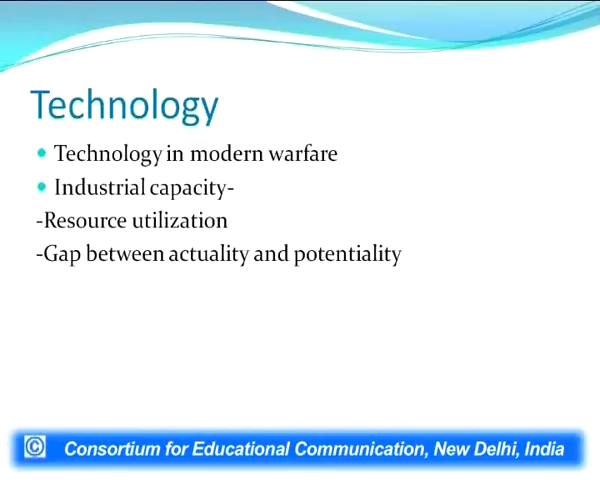 Technology
Technology in modern warfare
Industrial capacity-
-Resource utilization
-Gap between actuality and potentiality
© Consortium for Educational Communication, New Delhi, India